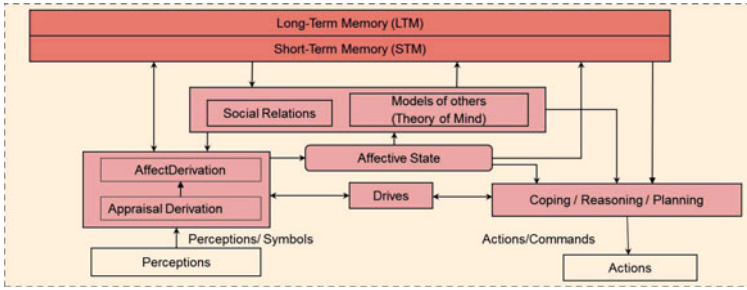 Long-Term Memory (LTM)
Short-Term Memory (STM)
Social Relations
Models of others
(Theory of Mind)
AffectDerivation
Affective State
Appraisal Derivation
Drives
Coping / Reasoning / Planning
Perceptions/ Symbols
Actions/Commands
Perceptions
Actions